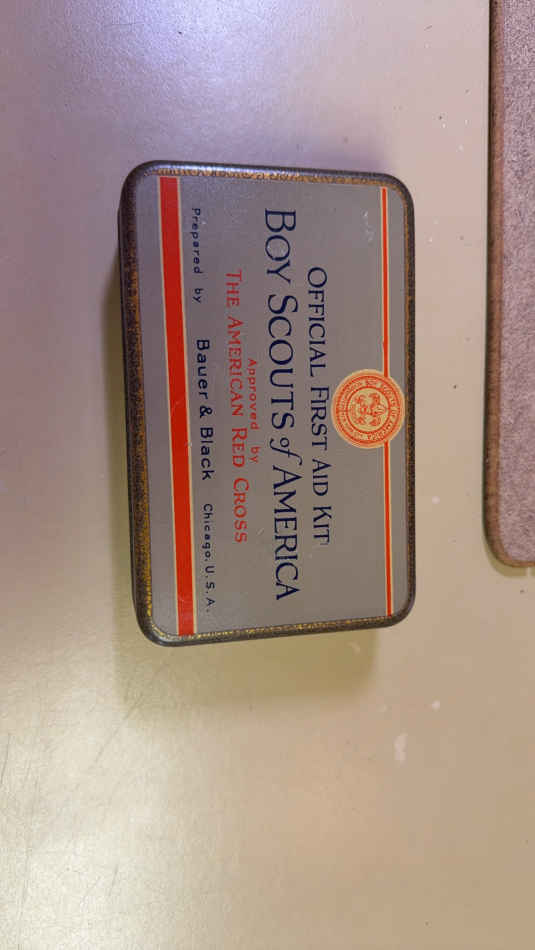 OFFICIAL FIRST AID KIT
BOY SCOUTS of AMERICA
Approved by
THE AMERICAN RED CROSS
Prepared by Bauer & Black Chicago, U.S.A.